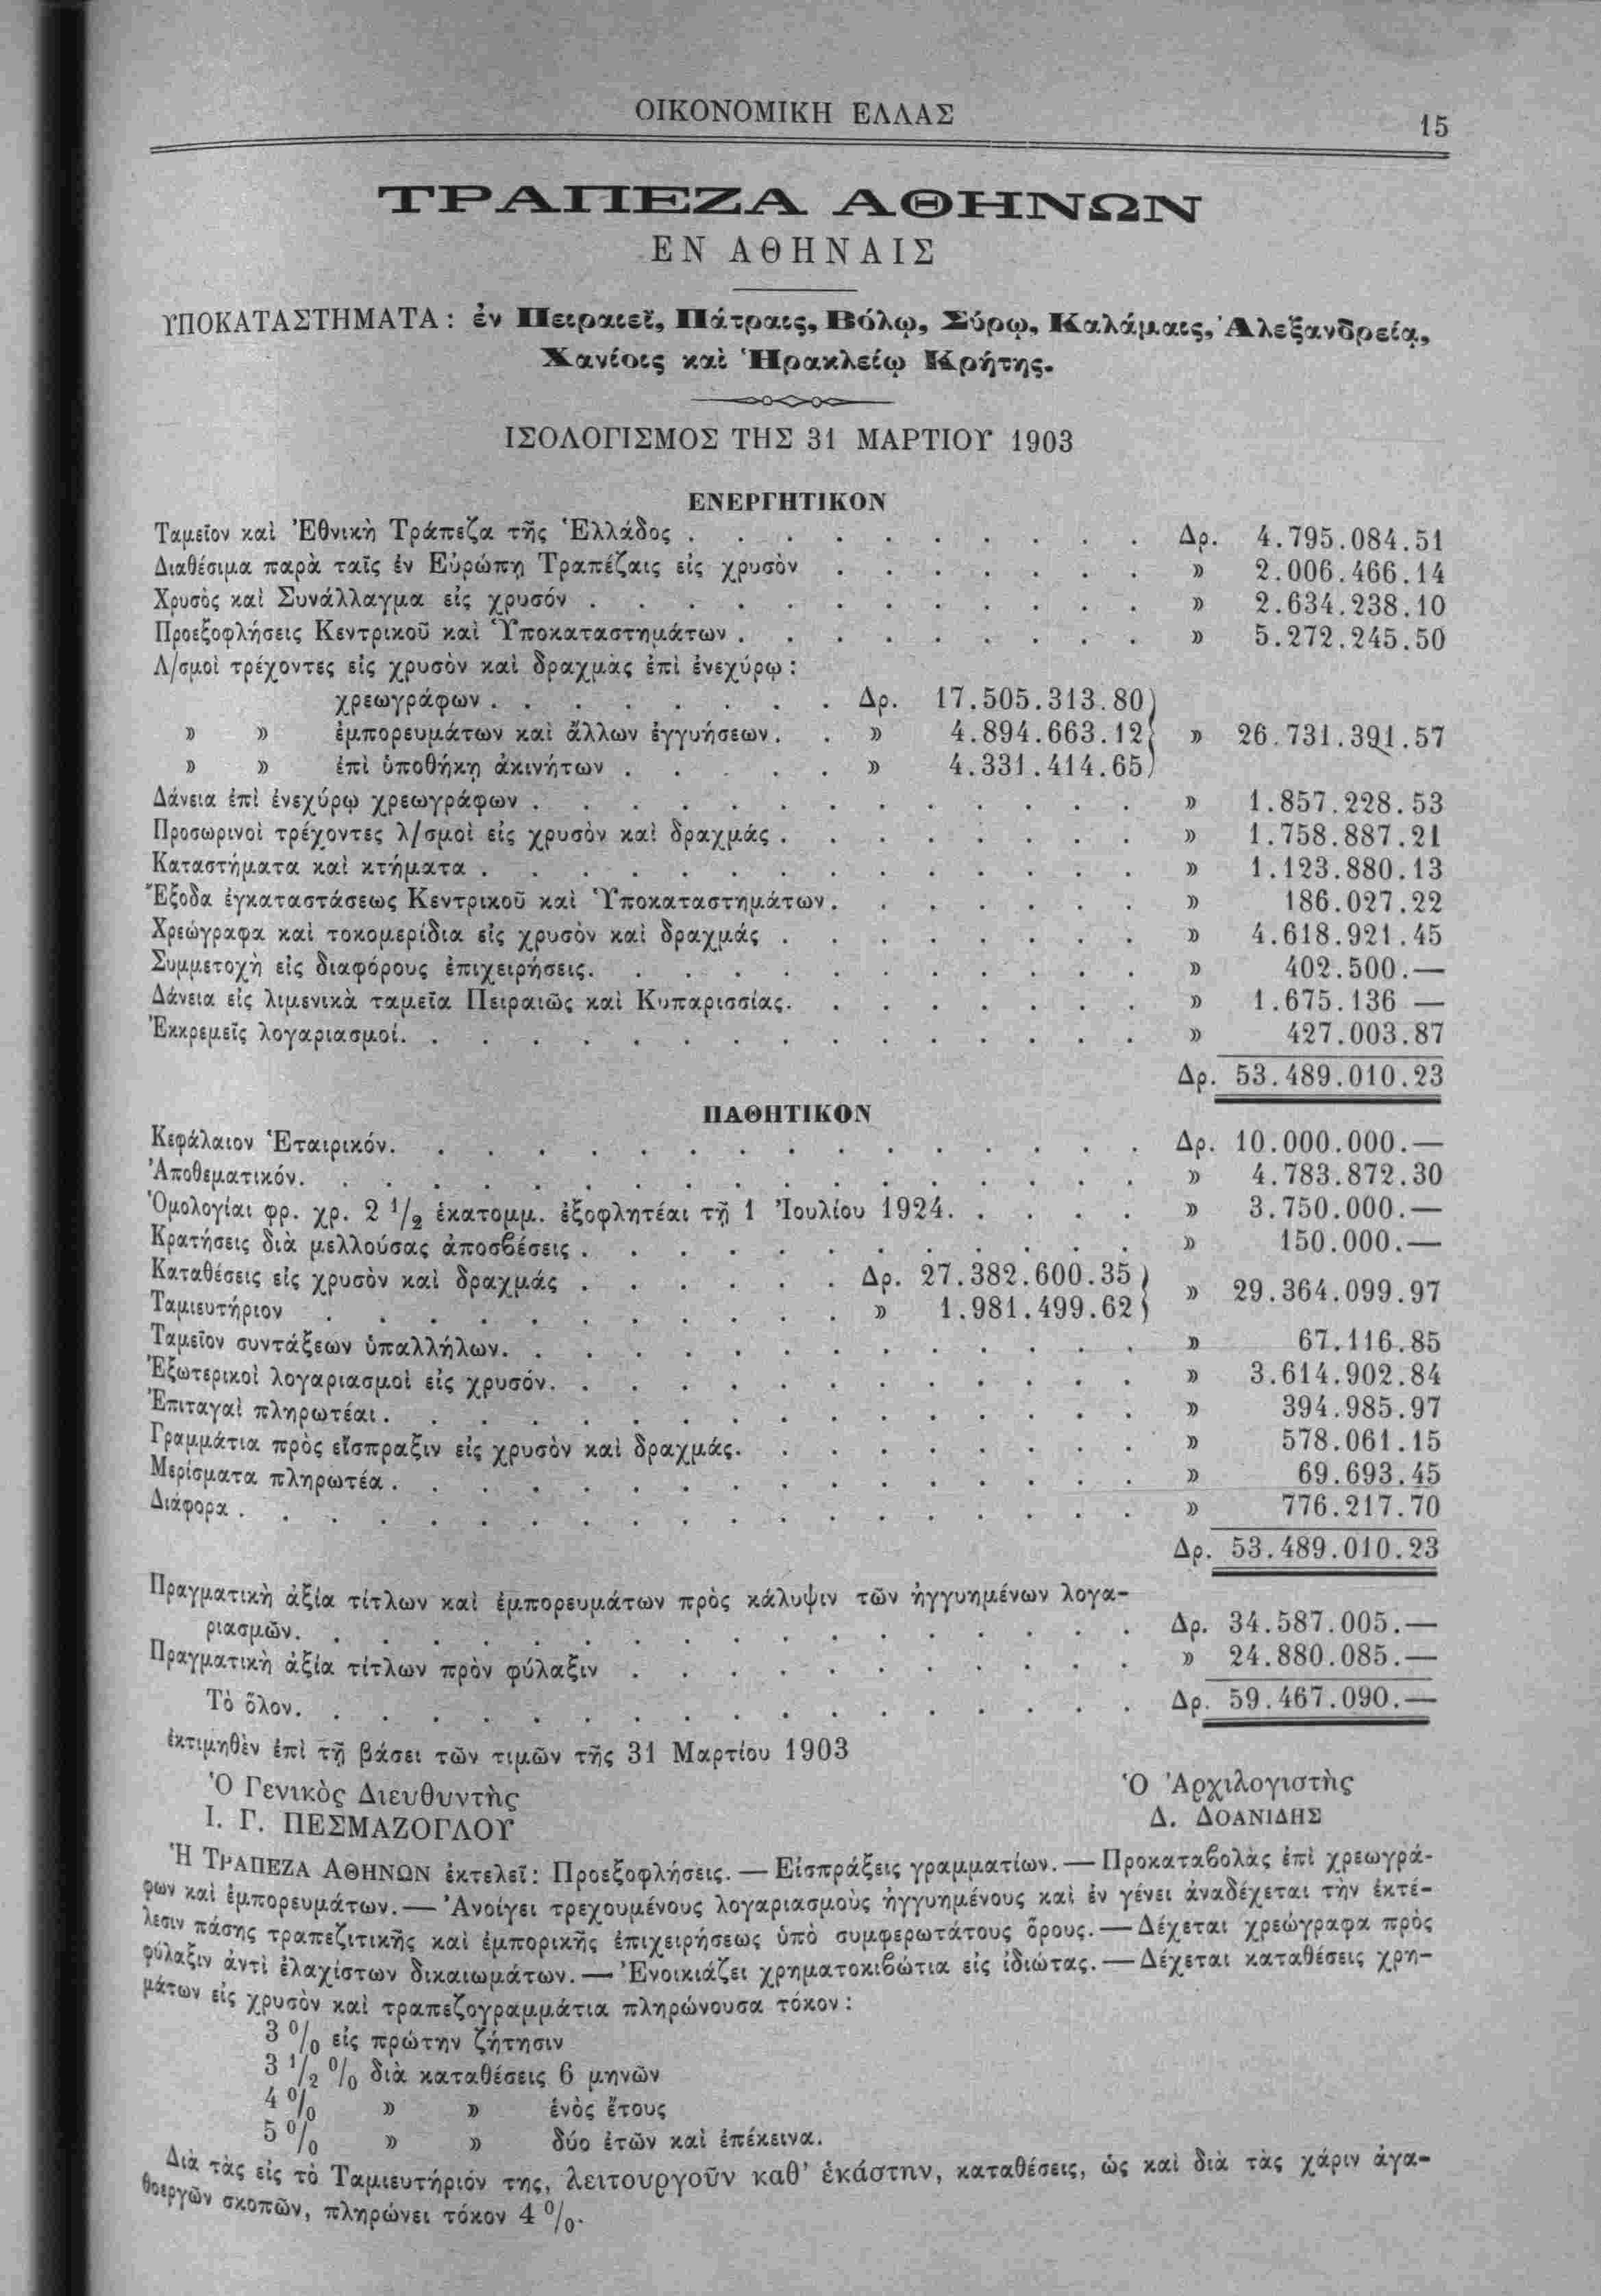 ΟΙΚΟΝΟΜΙΚΗ ΕΛΛΑΣ 15
ΤΡΑΠΕΖΑ ΑΘΗΝΩΝ
ΕΝ ΑΘΗΝΑΙΣ
ΥΠΟΚΑΤΑΣΤΗΜΑΤΑ : ἐν Πειραιεῖ, Πάτραις, Βόλῳ, Σύρῳ, Καλάμαις, Ἀλεξανδρείᾳ,
Χανίοις καὶ Ἡρακλείῳ Κρήτης.
ΙΣΟΛΟΓΙΣΜΟΣ ΤΗΣ 31 ΜΑΡΤΙΟΥ 1903
ΕΝΕΡΓΗΤΙΚΟΝ
Ταμεῖον καὶ Ἐθνικὴ Τράπεζα τῆς Ἑλλάδος . . . . . . . . . . Δρ. 4.795.084.51
Διαθέσιμα παρὰ ταῖς ἐν Εὐρώπῃ Τραπέζαις εἰς χρυσὸν . . . . . . . » 2.006.466.14
Χρυσὸς καὶ Συνάλλαγμα εἰς χρυσόν . . . . . . . . . . . . » 2.634.238.10
Προεξοφλήσεις Κεντρικοῦ καὶ Ὑποκαταστημάτων . . . . . . . . . » 5.272.245.50
Λ/σμοὶ τρέχοντες εἰς χρυσὸν καὶ δραχμὰς ἐπὶ ἐνεχύρῳ :
χρεωγράφων . . . . . . . . Δρ. 17.505.313.80
» » ἐμπορευμάτων καὶ ἄλλων ἐγγυήσεων . . » 4.894.663.12 » 26.731.391.57
» » ἐπὶ ὑποθήκῃ ἀκινήτων . . . . . » 4.331.414.65
Δάνεια ἐπὶ ἐνεχύρῳ χρεωγράφων . . . . . . . . . . . . . » 1.857.228.53
Προσωρινοὶ τρέχοντες λ/σμοὶ εἰς χρυσὸν καὶ δραχμάς . . . . . . . . » 1.758.887.21
Καταστήματα καὶ κτήματα . . . . . . . . . . . . . . » 1.123.880.13
Ἔξοδα ἐγκαταστάσεως Κεντρικοῦ καὶ Ὑποκαταστημάτων . . . . . . . » 186.027.22
Χρεώγραφα καὶ τοκομερίδια εἰς χρυσὸν καὶ δραχμάς . . . . . . . . » 4.618.921.45
Συμμετοχὴ εἰς διαφόρους ἐπιχειρήσεις. . . . . . . . . . . . » 402.500.—
Δάνεια εἰς λιμενικὰ ταμεῖα Πειραιῶς καὶ Κυπαρισσίας. . . . . . . . » 1.675.136 —
Ἐκκρεμεῖς λογαριασμοί. . . . . . . . . . . . . . . . » 427.003.87
Δρ. 53.489.010.23
ΠΑΘΗΤΙΚΟΝ
Κεφάλαιον Ἑταιρικόν. . . . . . . . . . . . . . . . Δρ. 10.000.000.—
Ἀποθεματικόν. . . . . . . . . . . . . . . . . . » 4.783.872.30
Ὁμολογίαι φρ. χρ. 2 1/2 ἑκατομμ. ἐξοφλητέαι τῇ 1 Ἰουλίου 1924. . . . . » 3.750.000.—
Κρατήσεις διὰ μελλούσας ἀποσβέσεις . . . . . . . . . . . . » 150.000.—
Καταθέσεις εἰς χρυσὸν καὶ δραχμάς . . . . . . Δρ. 27.382.600.35
» 29.364.099.97
Ταμιευτήριον . . . . . . . . . . . » 1.981.499.62
Ταμεῖον συντάξεων ὑπαλλήλων. . . . . . . . . . . . . . » 67.116.85
Ἐξωτερικοὶ λογαριασμοὶ εἰς χρυσόν. . . . . . . . . . . . . » 3.614.902.84
Ἐπιταγαὶ πληρωτέαι . . . . . . . . . . . . . . . . » 394.985.97
Γραμμάτια πρὸς εἴσπραξιν εἰς χρυσὸν καὶ δραχμάς. . . . . . . . . » 578.061.15
Μερίσματα πληρωτέα . . . . . . . . . . . . . . . . » 69.693.45
Διάφορα . . . . . . . . . . . . . . . . . . . » 776.217.70
Δρ. 53.489.010.23
Πραγματικὴ ἀξία τίτλων καὶ ἐμπορευμάτων πρὸς κάλυψιν τῶν ἠγγυημένων λογα-
ριασμῶν. . . . . . . . . . . . . . . . . . Δρ. 34.587.005.—
Πραγματικὴ ἀξία τίτλων πρὸν φύλαξιν . . . . . . . . . . . » 24.880.085.—
Τὸ ὅλον. . . . . . . . . . . . . . . . . . Δρ. 59.467.090.—
ἐκτιμηθὲν ἐπὶ τῇ βάσει τῶν τιμῶν τῆς 31 Μαρτίου 1903
Ὁ Γενικὸς Διευθυντὴς Ὁ Ἀρχιλογιστὴς
Ι. Γ. ΠΕΣΜΑΖΟΓΛΟΥ Δ. ΔΟΑΝΙΔΗΣ
Ἡ ΤΡΑΠΕΖΑ ΑΘΗΝΩΝ ἐκτελεῖ : Προεξοφλήσεις. — Εἰσπράξεις γραμματίων. — Προκαταβολὰς ἐπὶ χρεωγρά-
φων καὶ ἐμπορευμάτων. — Ἀνοίγει τρεχουμένους λογαριασμοὺς ἠγγυημένους καὶ ἐν γένει ἀναδέχεται τὴν ἐκτέ-
λεσιν πάσης τραπεζιτικῆς καὶ ἐμπορικῆς ἐπιχειρήσεως ὑπὸ συμφερωτάτους ὅρους. — Δέχεται χρεώγραφα πρὸς
φύλαξιν ἀντὶ ἐλαχίστων δικαιωμάτων. — Ἐνοικιάζει χρηματοκιβώτια εἰς ἰδιώτας. — Δέχεται καταθέσεις χρη-
μάτων εἰς χρυσὸν καὶ τραπεζογραμμάτια πληρώνουσα τόκον :
3 0/0 εἰς πρώτην ζήτησιν
3 1/2 0/0 διὰ καταθέσεις 6 μηνῶν
4 0/0 » » ἑνὸς ἔτους
5 0/0 » » δύο ἐτῶν καὶ ἐπέκεινα.
Διὰ τὰς εἰς τὸ Ταμιευτήριόν της, λειτουργοῦν καθ' ἑκάστην, καταθέσεις, ὡς καὶ διὰ τὰς χάριν ἀγα-
θοεργῶν σκοπῶν, πληρώνει τόκον 4 0/0.